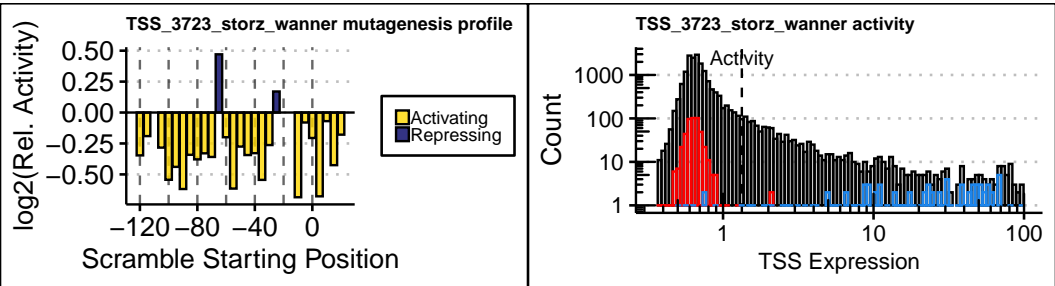 TSS_3723_storz_wanner mutagenesis profile
log2(Rel. Activity)
0.50
0.25
0.00
−0.25
−0.50
−120 −80 −40 0
Scramble Starting Position
Activating
Repressing
TSS_3723_storz_wanner activity
Activity
Count
1000
100
10
1
1 10 100
TSS Expression